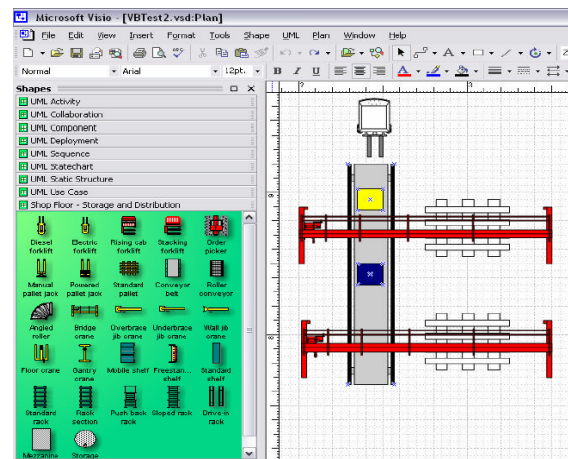 Microsoft Visio - [VBTest2.vsd:Plan]
File Edit View Insert Format Tools Shape UML Plan Window Help
Normal Arial 12pt. B I U A
Shapes
UML Activity
UML Collaboration
UML Component
UML Deployment
UML Sequence
UML Statechart
UML Static Structure
UML Use Case
Shop Floor - Storage and Distribution
Diesel Electric Rising cab Stacking Order
forklift forklift forklift forklift picker
Manual Powered Standard Conveyor Roller
pallet jack pallet jack pallet belt conveyor
Angled Bridge Overbrace Underbrace Wall jib
roller crane jib crane jib crane crane
Floor crane Gantry Mobile shelf Freestan... Standard
crane shelf shelf
Standard Rack Push back Sloped rack Drive-in
rack section rack rack
Mezzanine Storage